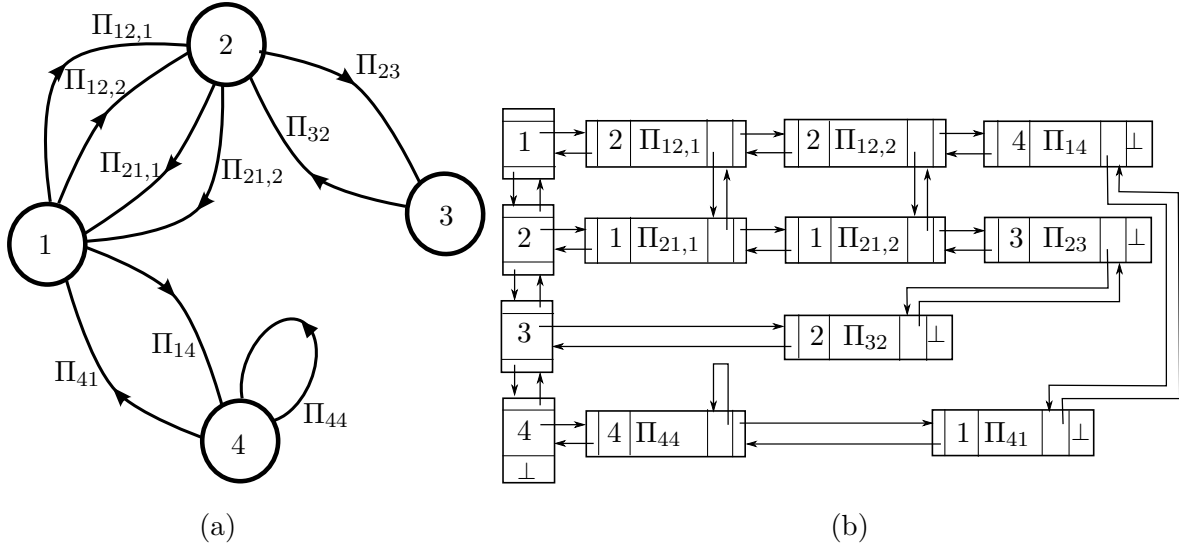 Π12,1
2
Π12,2
Π23
Π32
Π21,1
Π21,2
3
1
Π14
Π41
Π44
4
(a)
1 2 Π12,1 2 Π12,2 4 Π14 ⊥
2 1 Π21,1 1 Π21,2 3 Π23 ⊥
3 2 Π32 ⊥
4 4 Π44 1 Π41 ⊥
⊥
(b)